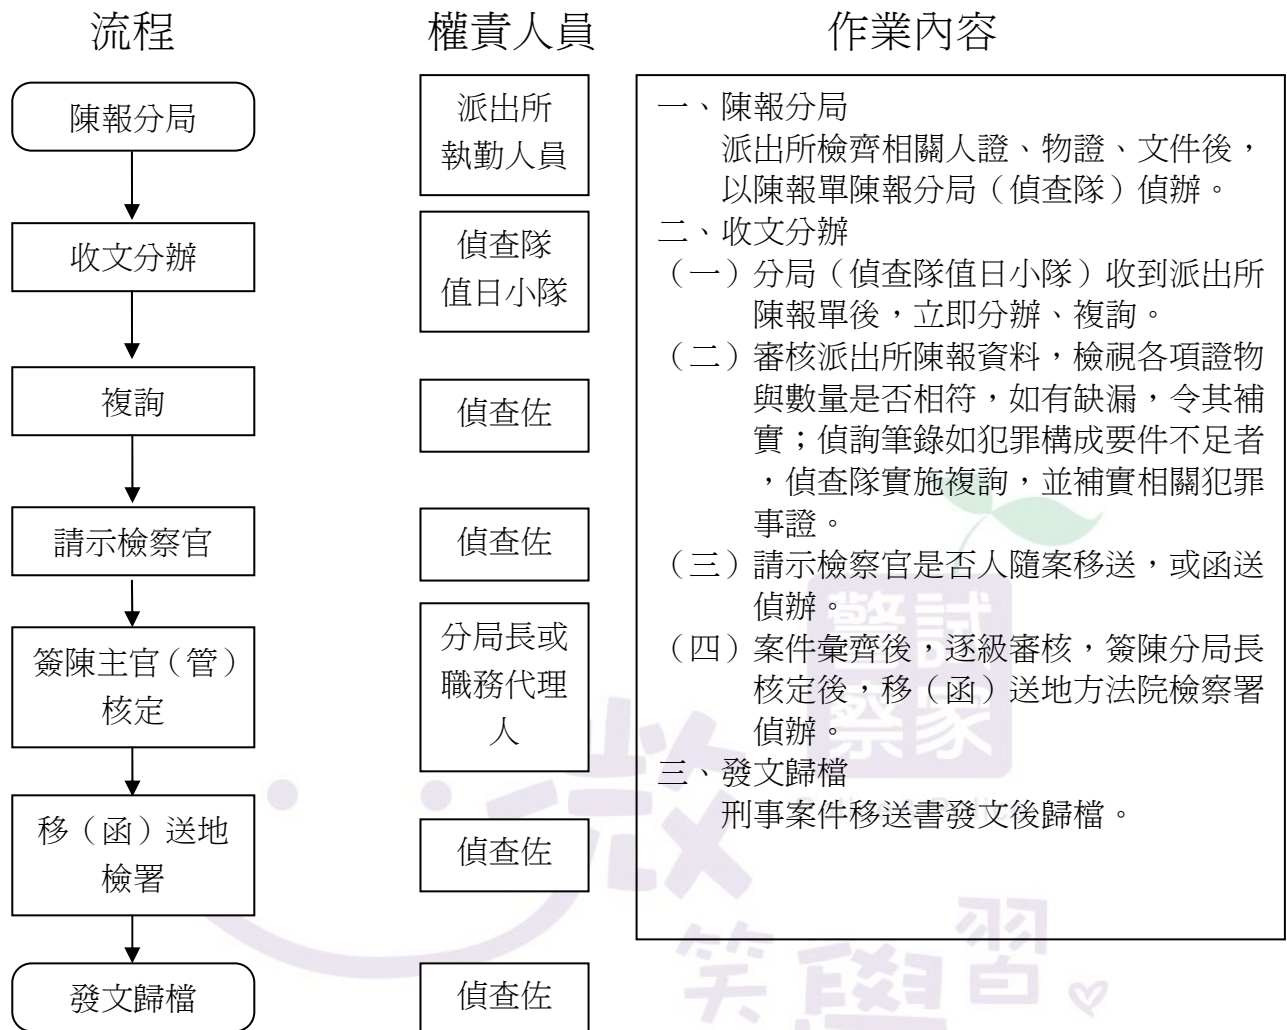 流程
權責人員
作業內容
陳報分局
派出所
執勤人員
收文分辦
偵查隊
值日小隊
複詢
偵查佐
請示檢察官
偵查佐
簽陳主官（管）
核定
分局長或
職務代理
人
移（函）送地
檢署
偵查佐
發文歸檔
偵查佐
一、陳報分局
派出所檢齊相關人證、物證、文件後，
以陳報單陳報分局（偵查隊）偵辦。
二、收文分辦
（一）分局（偵查隊值日小隊）收到派出所
陳報單後，立即分辦、複詢。
（二）審核派出所陳報資料，檢視各項證物
與數量是否相符，如有缺漏，令其補
實；偵詢筆錄如犯罪構成要件不足者
，偵查隊實施複詢，並補實相關犯罪
事證。
（三）請示檢察官是否人隨案移送，或函送
偵辦。
（四）案件彙齊後，逐級審核，簽陳分局長
核定後，移（函）送地方法院檢察署
偵辦。
三、發文歸檔
刑事案件移送書發文後歸檔。
警試
察家
微
笑學習